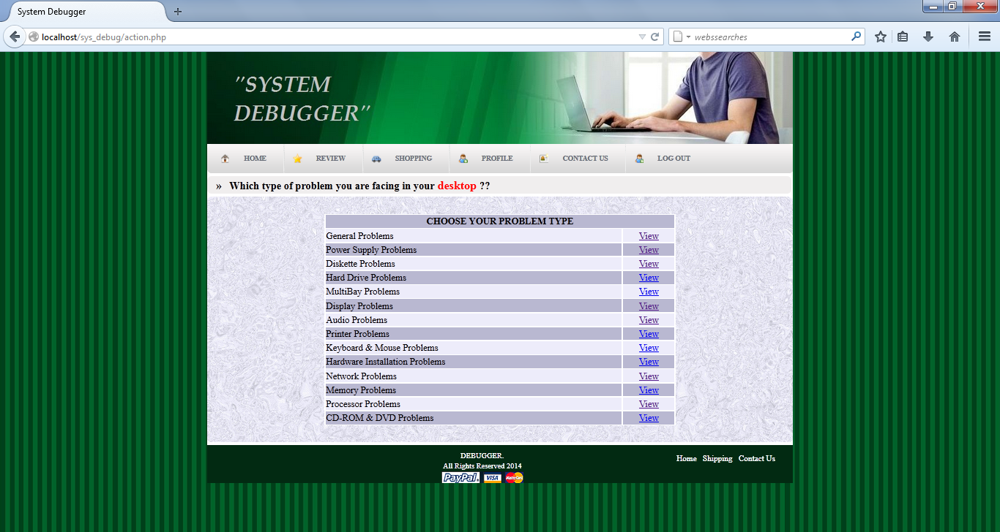 System Debugger
localhost/sys_debug/action.php
webssearches
"SYSTEM
DEBUGGER"
HOME REVIEW SHOPPING PROFILE CONTACT US LOG OUT
» Which type of problem you are facing in your desktop ??
CHOOSE YOUR PROBLEM TYPE
General Problems View
Power Supply Problems View
Diskette Problems View
Hard Drive Problems View
MultiBay Problems View
Display Problems View
Audio Problems View
Printer Problems View
Keyboard & Mouse Problems View
Hardware Installation Problems View
Network Problems View
Memory Problems View
Processor Problems View
CD-ROM & DVD Problems View
DEBUGGER.
Home Shipping Contact Us
All Rights Reserved 2014
PayPal VISA MasterCard